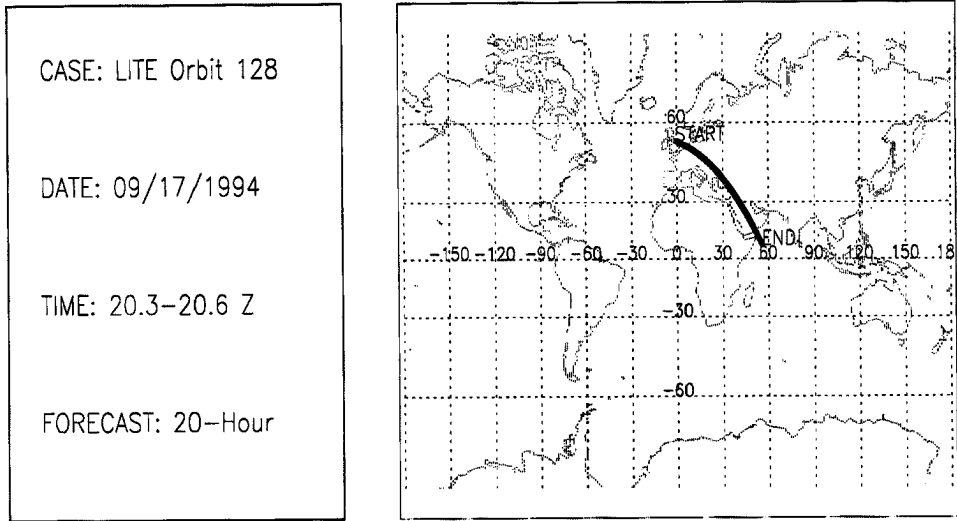 CASE: LITE Orbit 128
DATE: 09/17/1994
TIME: 20.3-20.6 Z
FORECAST: 20-Hour
60
START
30
END
-150 -120 -90 -60 -30 0 30 60 90 120 150 18
-30
-60